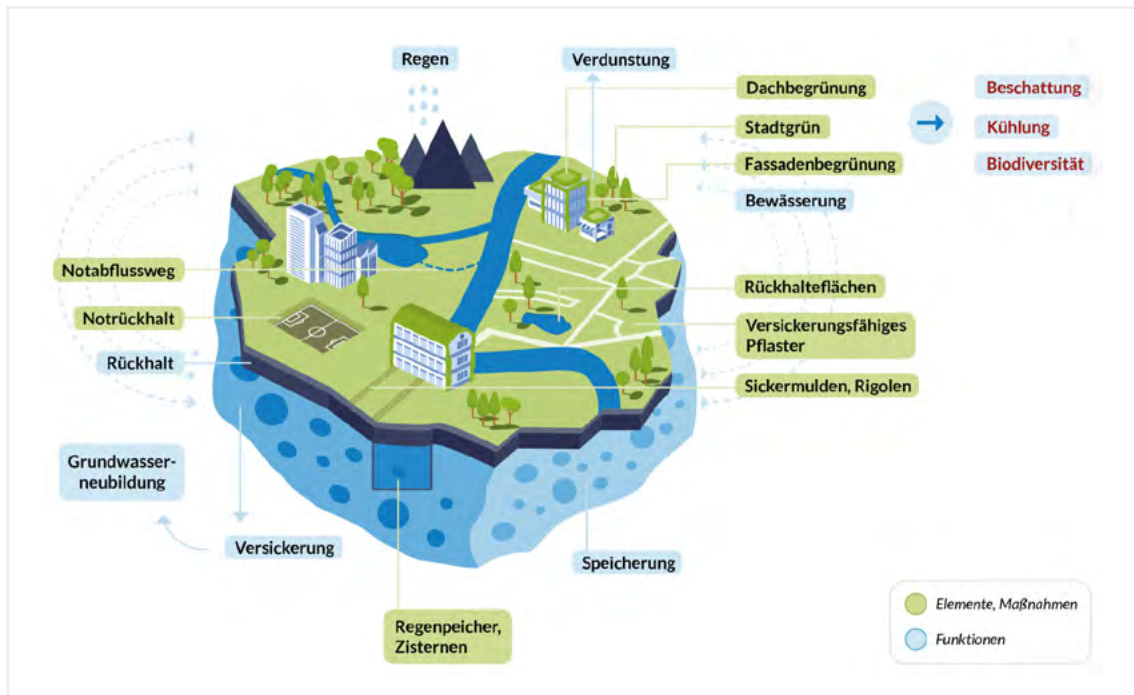 Regen
Verdunstung
Dachbegrünung
Beschattung
Stadtgrün
Kühlung
Fassadenbegrünung
Biodiversität
Bewässerung
Notabflussweg
Rückhalteflächen
Notrückhalt
Versickerungsfähiges
Pflaster
Rückhalt
Sickermulden, Rigolen
Grundwasser-
neubildung
Versickerung
Speicherung
Regenpeicher,
Zisternen
Elemente, Maßnahmen
Funktionen